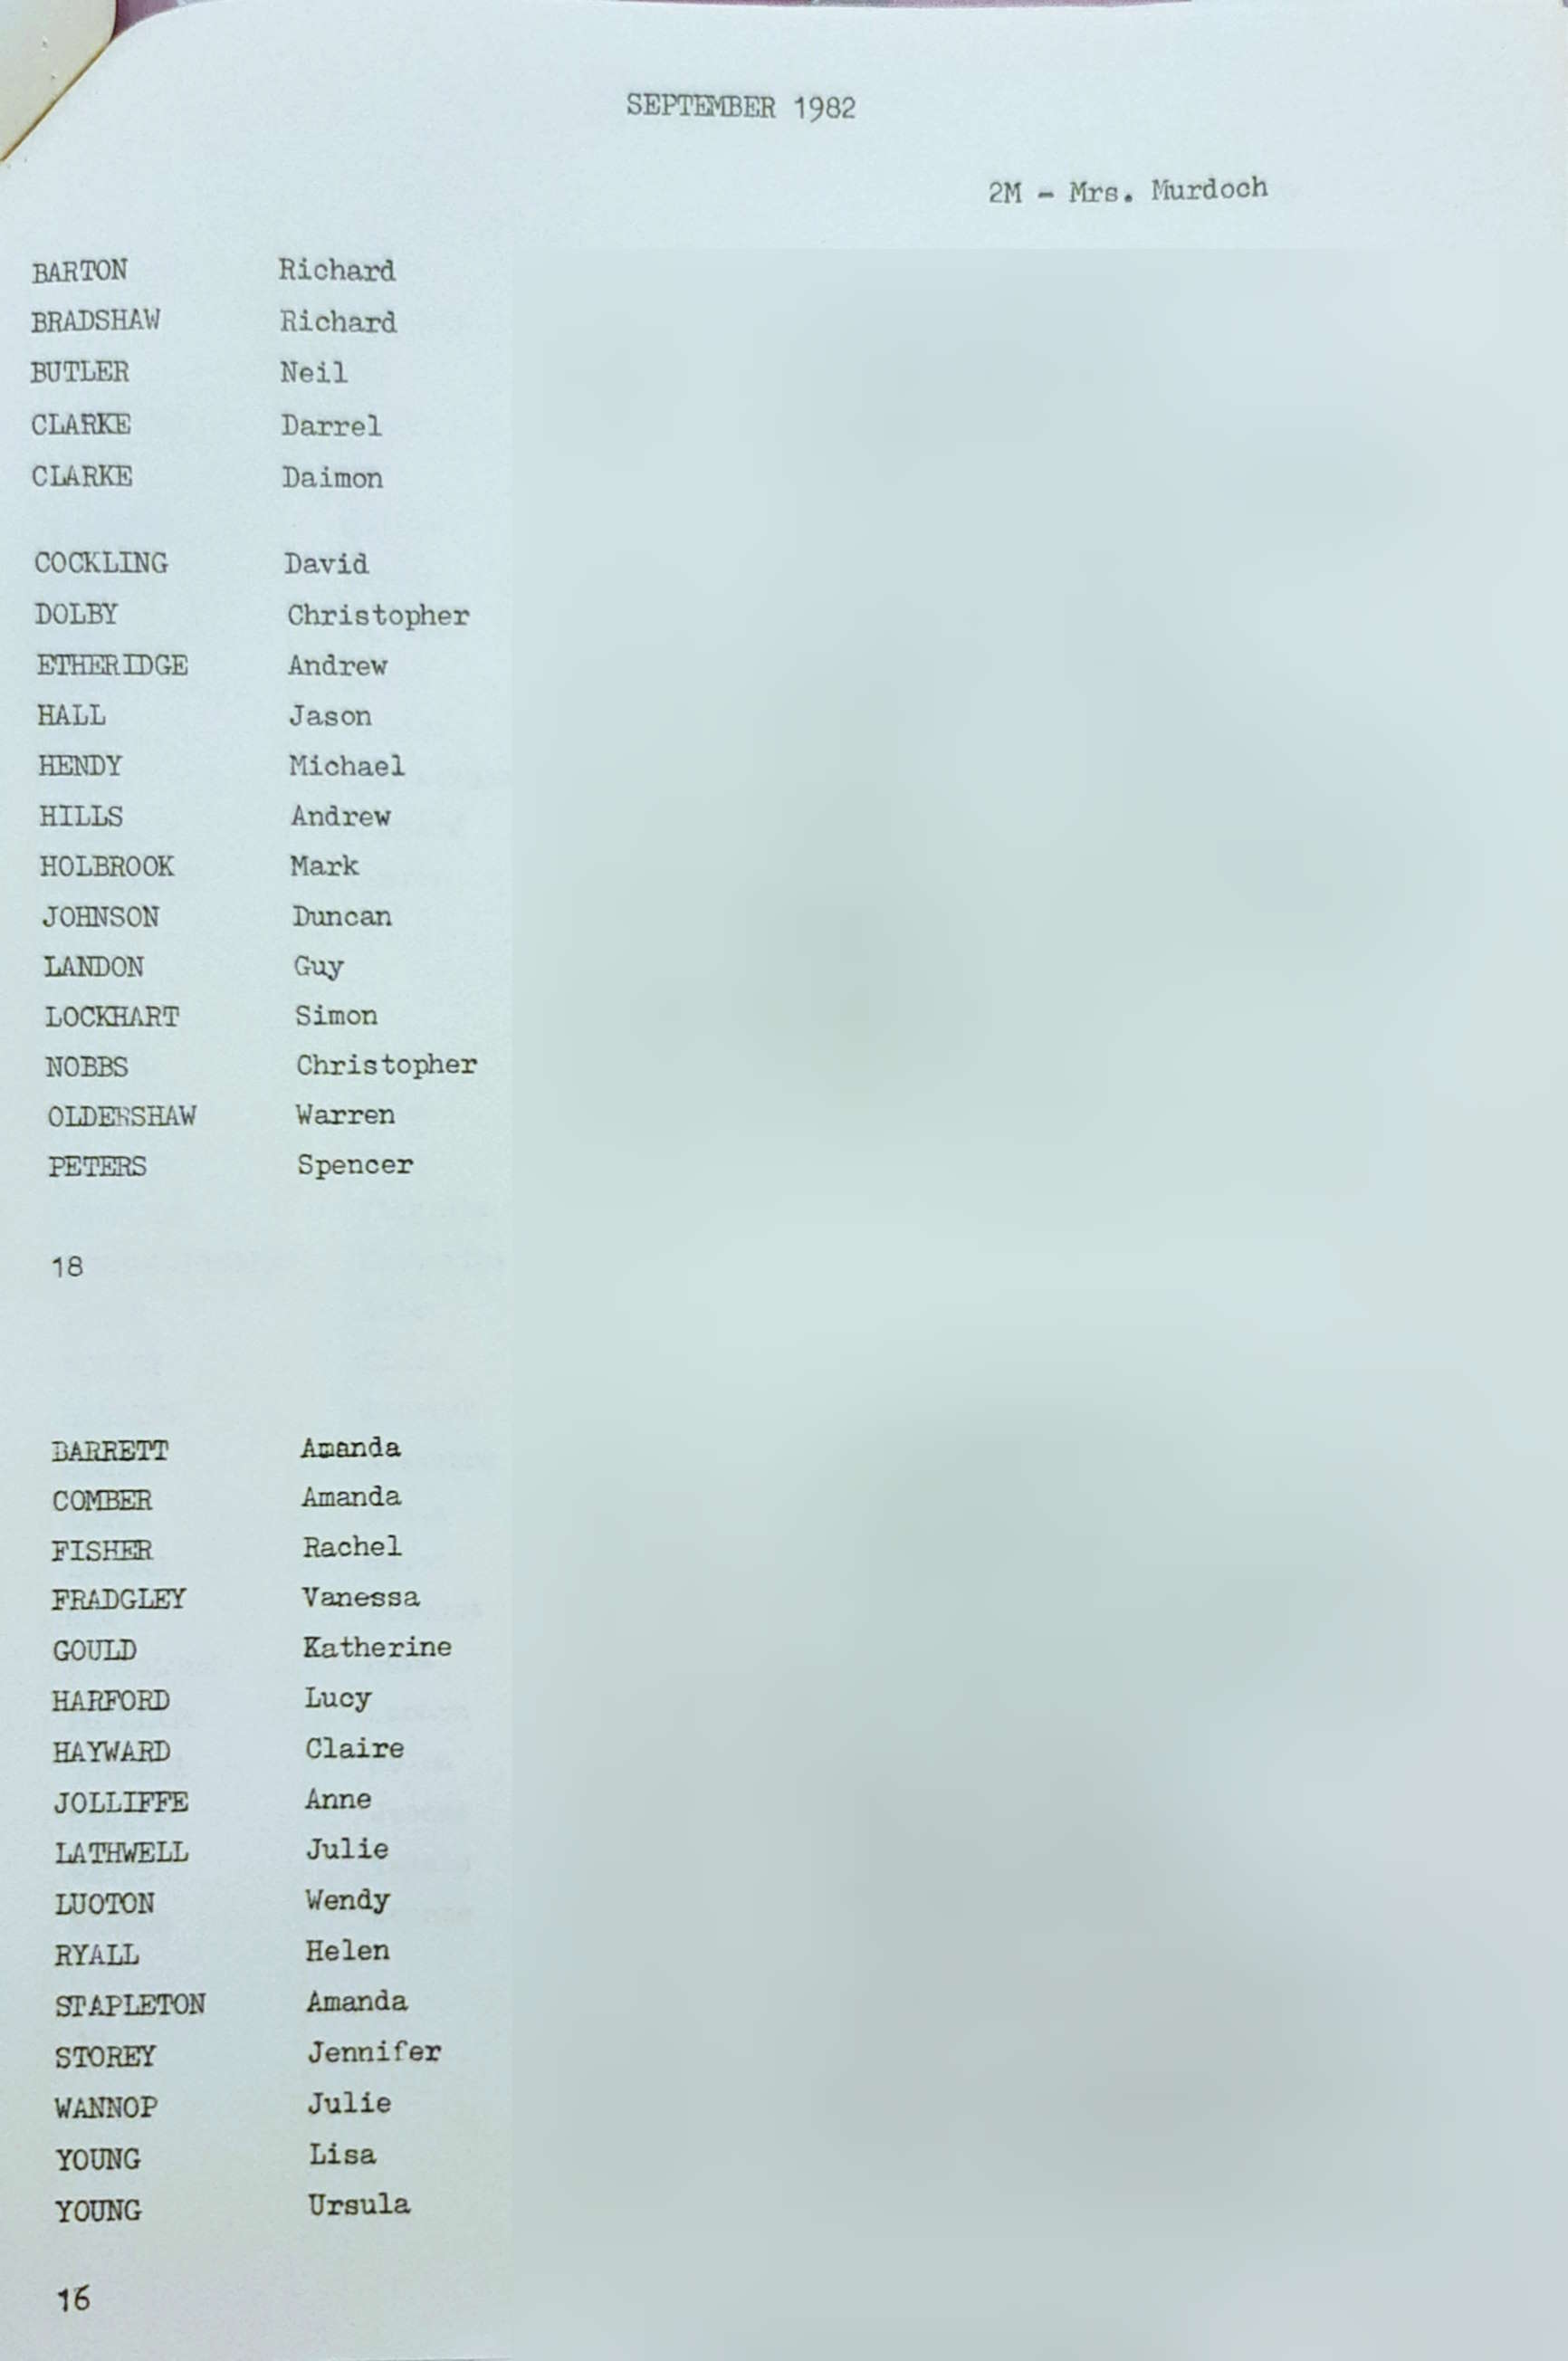 SEPTEMBER 1982
2M - Mrs. Murdoch
BARTON Richard
BRADSHAW Richard
BUTLER Neil
CLARKE Darrel
CLARKE Daimon
COCKLING David
DOLBY Christopher
ETHERIDGE Andrew
HALL Jason
HENDY Michael
HILLS Andrew
HOLBROOK Mark
JOHNSON Duncan
LANDON Guy
LOCKHART Simon
NOBBS Christopher
OLDERSHAW Warren
PETERS Spencer
18
BARRETT Amanda
COMBER Amanda
FISHER Rachel
FRADGLEY Vanessa
GOULD Katherine
HARFORD Lucy
HAYWARD Claire
JOLLIFFE Anne
LATHWELL Julie
LUOTON Wendy
RYALL Helen
STAPLETON Amanda
STOREY Jennifer
WANNOP Julie
YOUNG Lisa
YOUNG Ursula
16